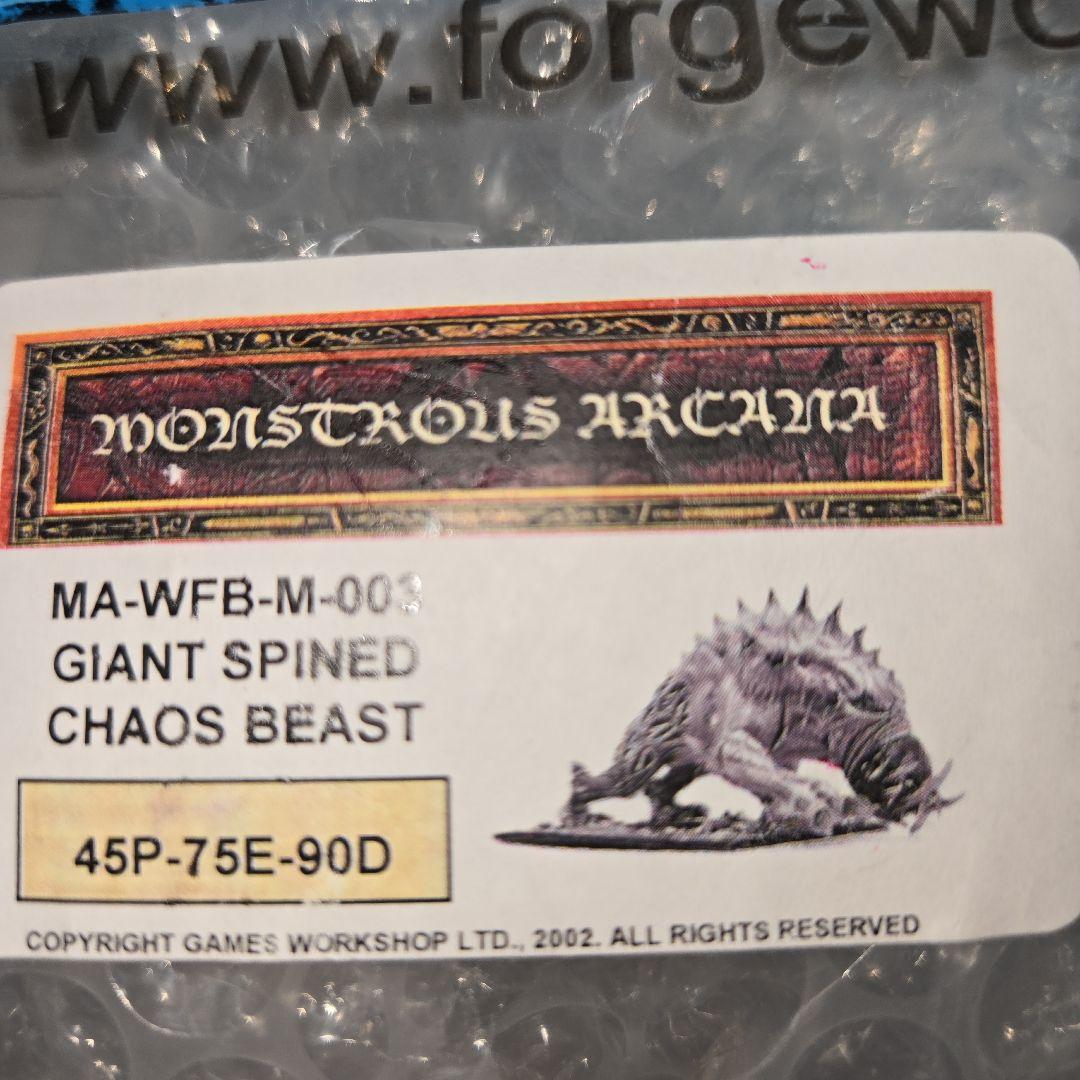 www.forgewo
MONSTROUS ARCANA
MA-WFB-M-003
GIANT SPINED
CHAOS BEAST
45P-75E-90D
COPYRIGHT GAMES WORKSHOP LTD., 2002. ALL RIGHTS RESERVED